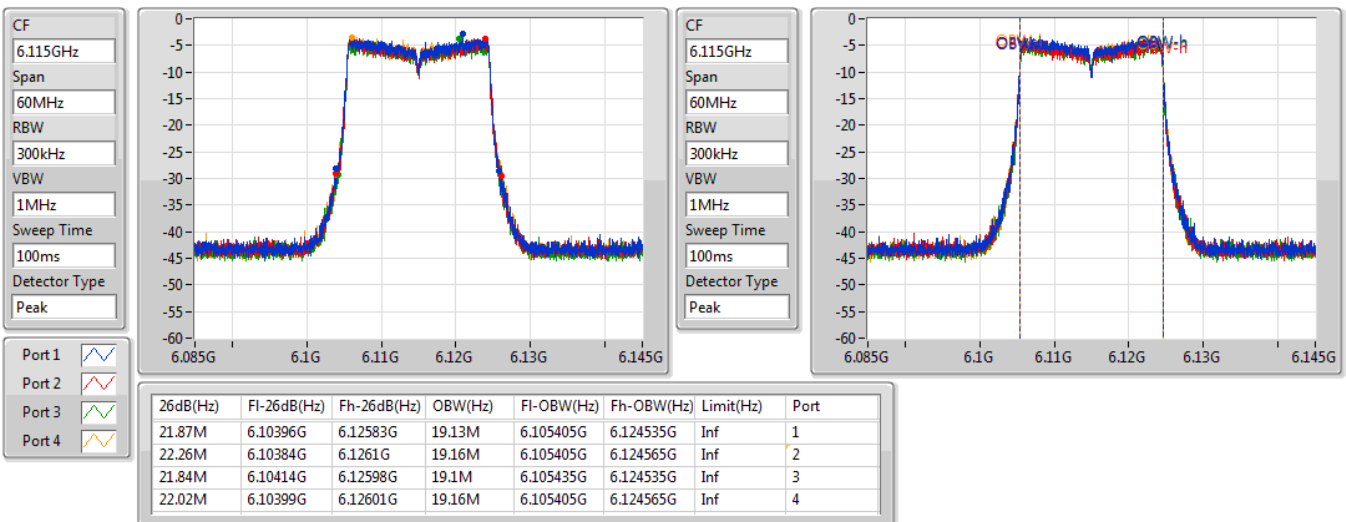 CF
6.115GHz
Span
60MHz
RBW
300kHz
VBW
1MHz
Sweep Time
100ms
Detector Type
Peak
0
-5
-10
-15
-20
-25
-30
-35
-40
-45
-50
-55
-60
6.085G 6.1G 6.11G 6.12G 6.13G 6.145G
CF
6.115GHz
Span
60MHz
RBW
300kHz
VBW
1MHz
Sweep Time
100ms
Detector Type
Peak
0
-5
-10
-15
-20
-25
-30
-35
-40
-45
-50
-55
-60
OBW-h
6.085G 6.1G 6.11G 6.12G 6.13G 6.145G
Port 1
Port 2
Port 3
Port 4
26dB(Hz) Fl-26dB(Hz) Fh-26dB(Hz) OBW(Hz) Fl-OBW(Hz) Fh-OBW(Hz) Limit(Hz) Port
21.87M 6.10396G 6.12583G 19.13M 6.105405G 6.124535G Inf 1
22.26M 6.10384G 6.1261G 19.16M 6.105405G 6.124565G Inf 2
21.84M 6.10414G 6.12598G 19.1M 6.105435G 6.124535G Inf 3
22.02M 6.10399G 6.12601G 19.16M 6.105405G 6.124565G Inf 4